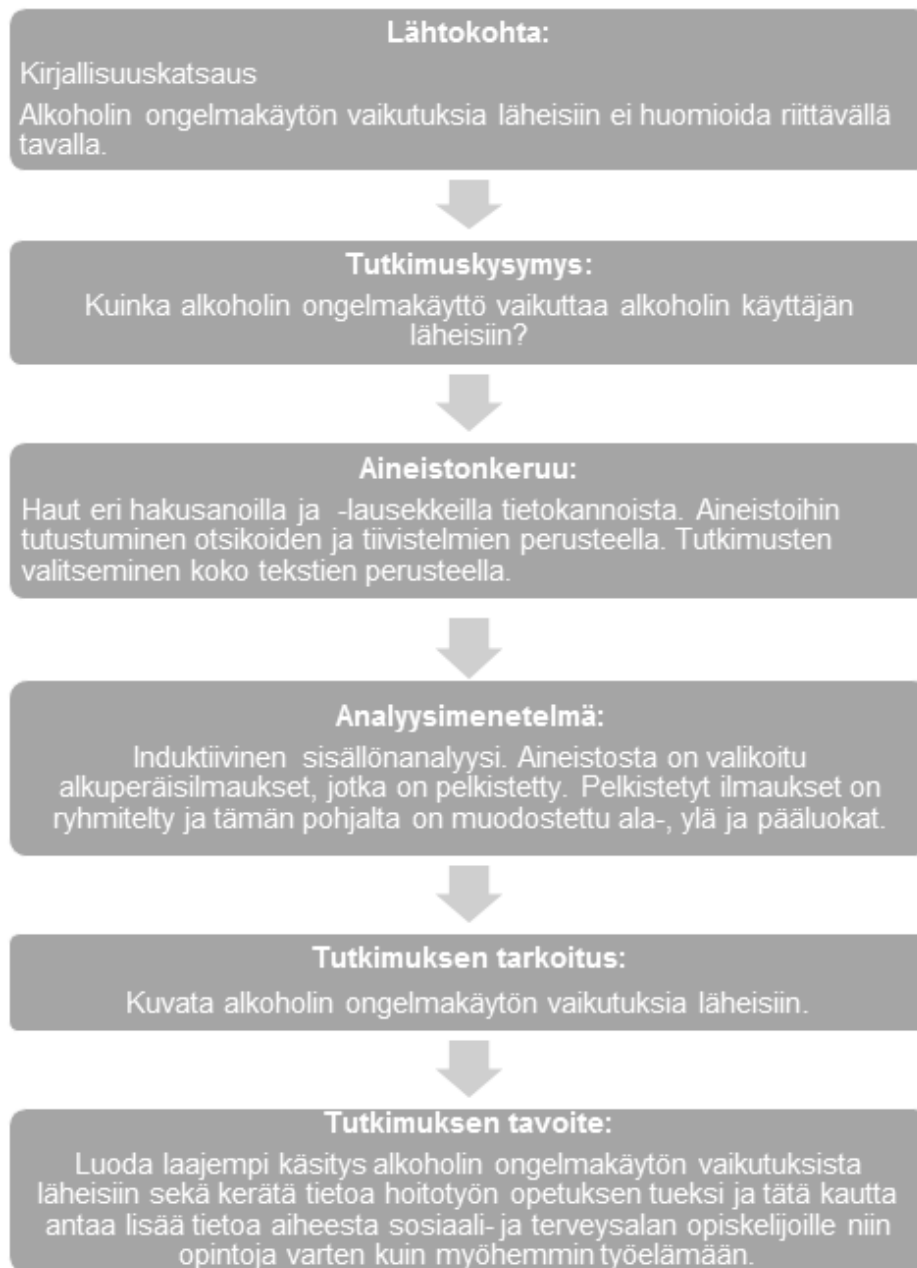 Lähtokohta:
Kirjallisuuskatsaus
Alkoholin ongelmakäytön vaikutuksia läheisiin ei huomioida riittävällä
tavalla.
Tutkimuskysymys:
Kuinka alkoholin ongelmakäyttö vaikuttaa alkoholin käyttäjän
läheisiin?
Aineistonkeruu:
Haut eri hakusanoilla ja -lausekkeilla tietokannoista. Aineistoihin
tutustuminen otsikoiden ja tiivistelmien perusteella. Tutkimusten
valitseminen koko tekstien perusteella.
Analyysimenetelmä:
Induktiivinen sisällönanalyysi. Aineistosta on valikoitu
alkuperäisilmaukset, jotka on pelkistetty. Pelkistetyt ilmaukset on
ryhmitelty ja tämän pohjalta on muodostettu ala-, ylä ja pääluokat.
Tutkimuksen tarkoitus:
Kuvata alkoholin ongelmakäytön vaikutuksia läheisiin.
Tutkimuksen tavoite:
Luoda laajempi käsitys alkoholin ongelmakäytön vaikutuksista
läheisiin sekä kerätä tietoa hoitotyön opetuksen tueksi ja tätä kautta
antaa lisää tietoa aiheesta sosiaali- ja terveysalan opiskelijoille niin
opintoja varten kuin myöhemmin työelämään.